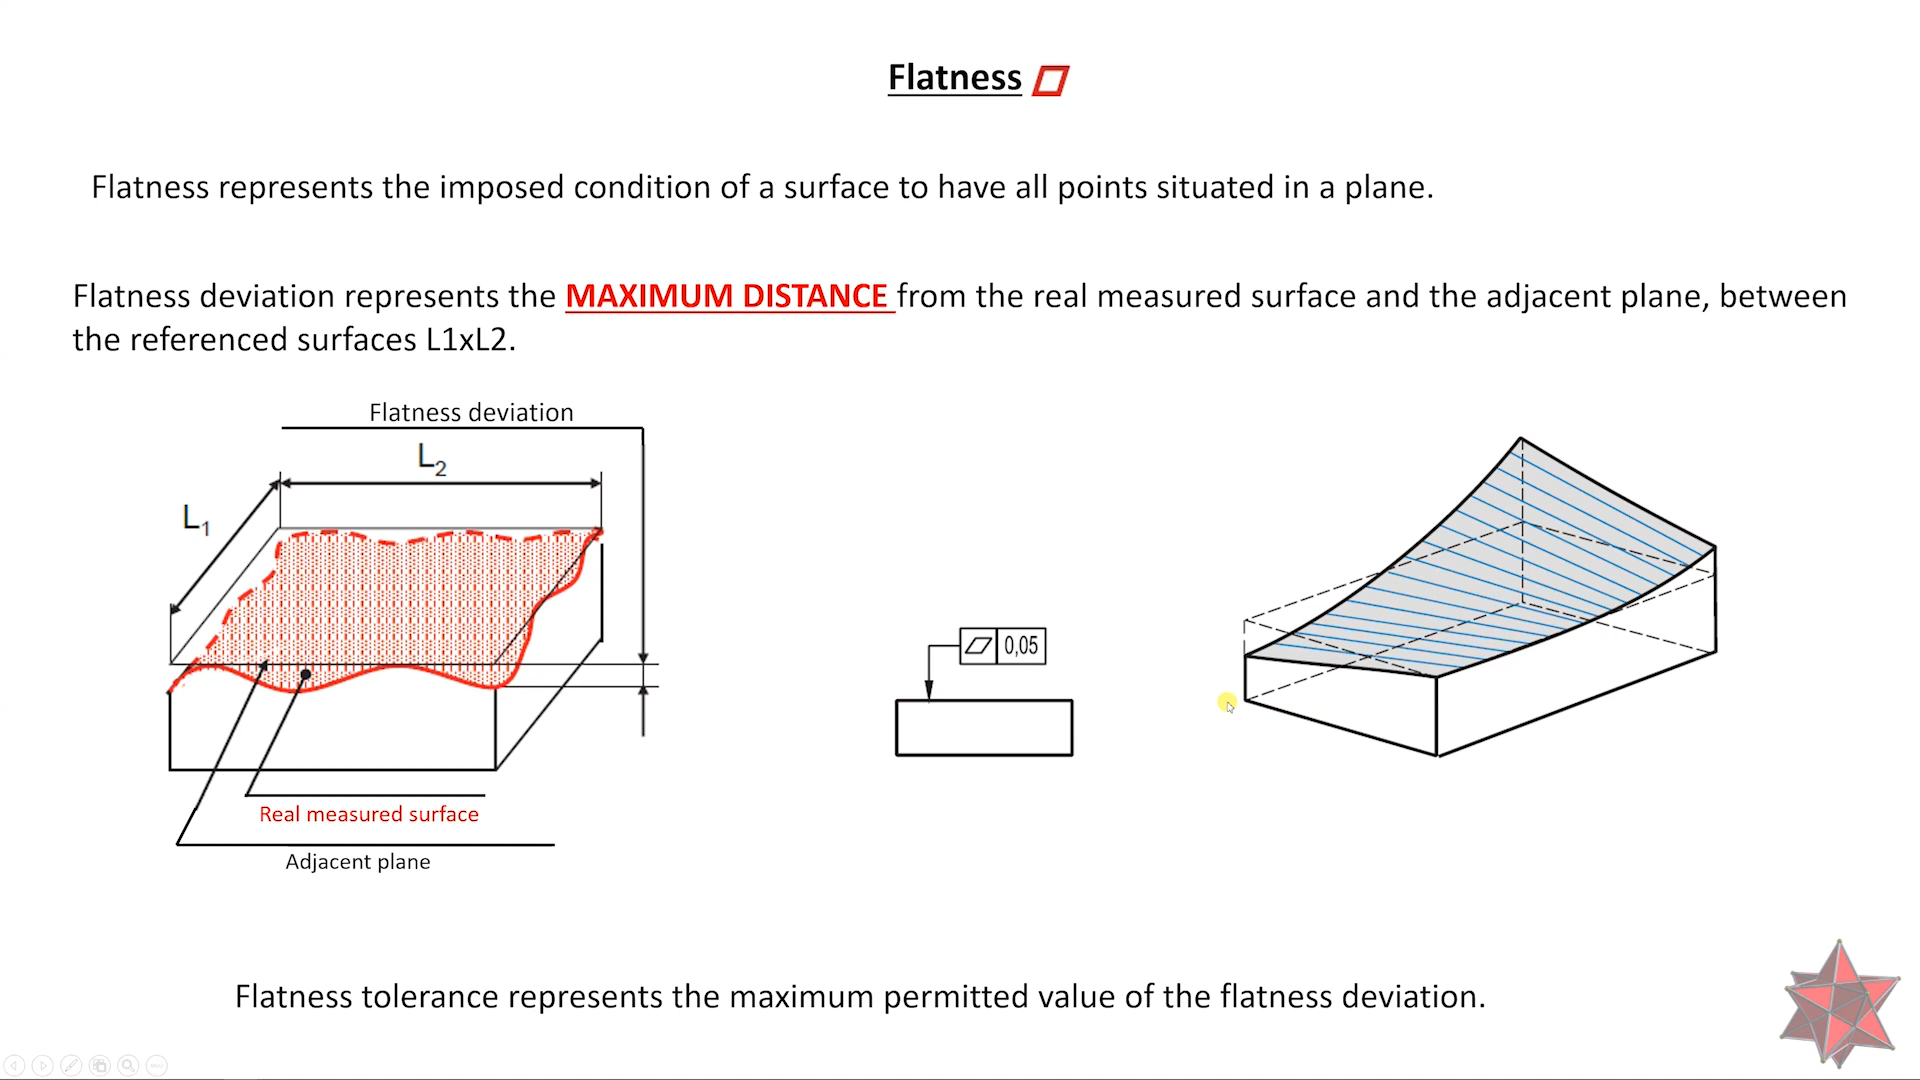 Flatness
Flatness represents the imposed condition of a surface to have all points situated in a plane.
Flatness deviation represents the MAXIMUM DISTANCE from the real measured surface and the adjacent plane, between
the referenced surfaces L1xL2.
Flatness deviation
L2
L1
0,05
Real measured surface
Adjacent plane
Flatness tolerance represents the maximum permitted value of the flatness deviation.